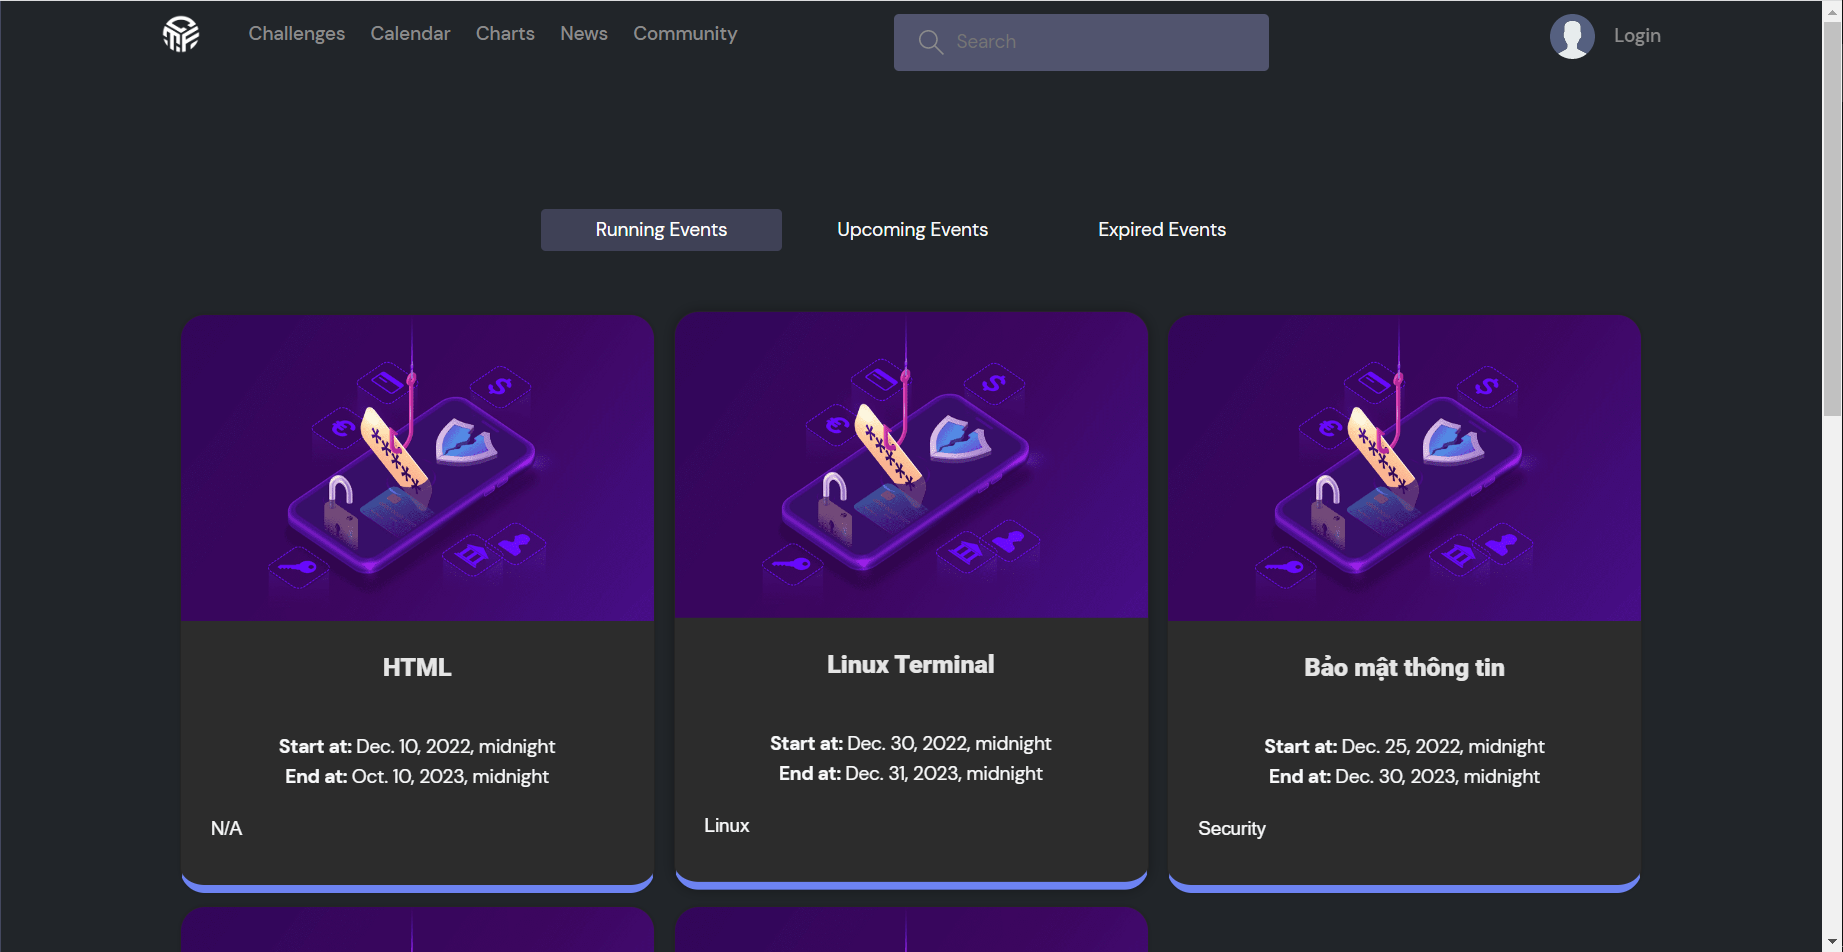 Challenges Calendar Charts News Community Search Login
Running Events Upcoming Events Expired Events
HTML
Start at: Dec. 10, 2022, midnight
End at: Oct. 10, 2023, midnight
N/A
Linux Terminal
Start at: Dec. 30, 2022, midnight
End at: Dec. 31, 2023, midnight
Linux
Bảo mật thông tin
Start at: Dec. 25, 2022, midnight
End at: Dec. 30, 2023, midnight
Security